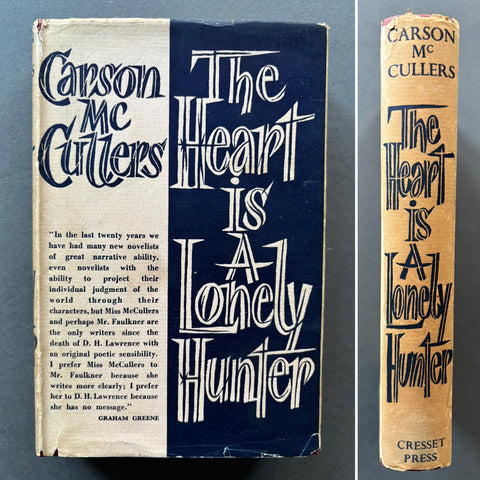 Carson
Mc
Cullers
The
Heart
is
A
Lonely
Hunter
"In the last twenty years we
have had many new novelists
of great narrative ability,
even novelists with the
ability to project their
individual judgment of the
world through their
characters, but Miss McCullers
and perhaps Mr. Faulkner are
the only writers since the
death of D. H. Lawrence with
an original poetic sensibility.
I prefer Miss McCullers to
Mr. Faulkner because she
writes more clearly; I prefer
her to D. H. Lawrence because
she has no message."
GRAHAM GREENE
CARSON
Mc
CULLERS
The
Heart
is
A
Lonely
Hunter
CRESSET
PRESS